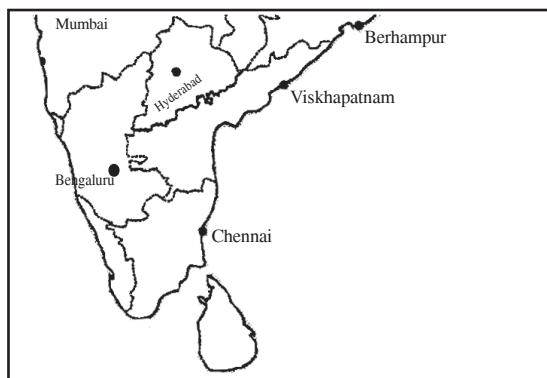 Mumbai
Berhampur
Hyderabad
Viskhapatnam
Bengaluru
Chennai